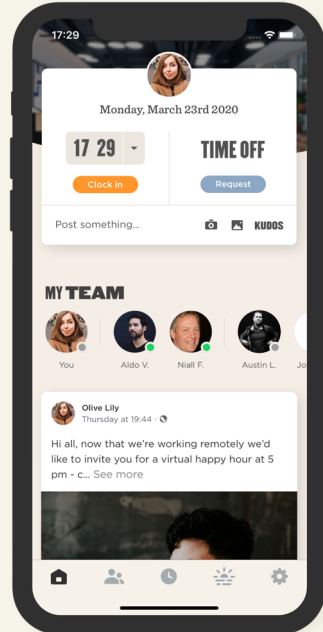 17:29
Monday, March 23rd 2020
17 29
TIME OFF
Clock in
Request
Post something...
KUDOS
MY TEAM
You
Aldo V.
Niall F.
Austin L.
Jo
Olive Lily
Thursday at 19:44 ·
Hi all, now that we're working remotely we'd
like to invite you for a virtual happy hour at 5
pm - c... See more